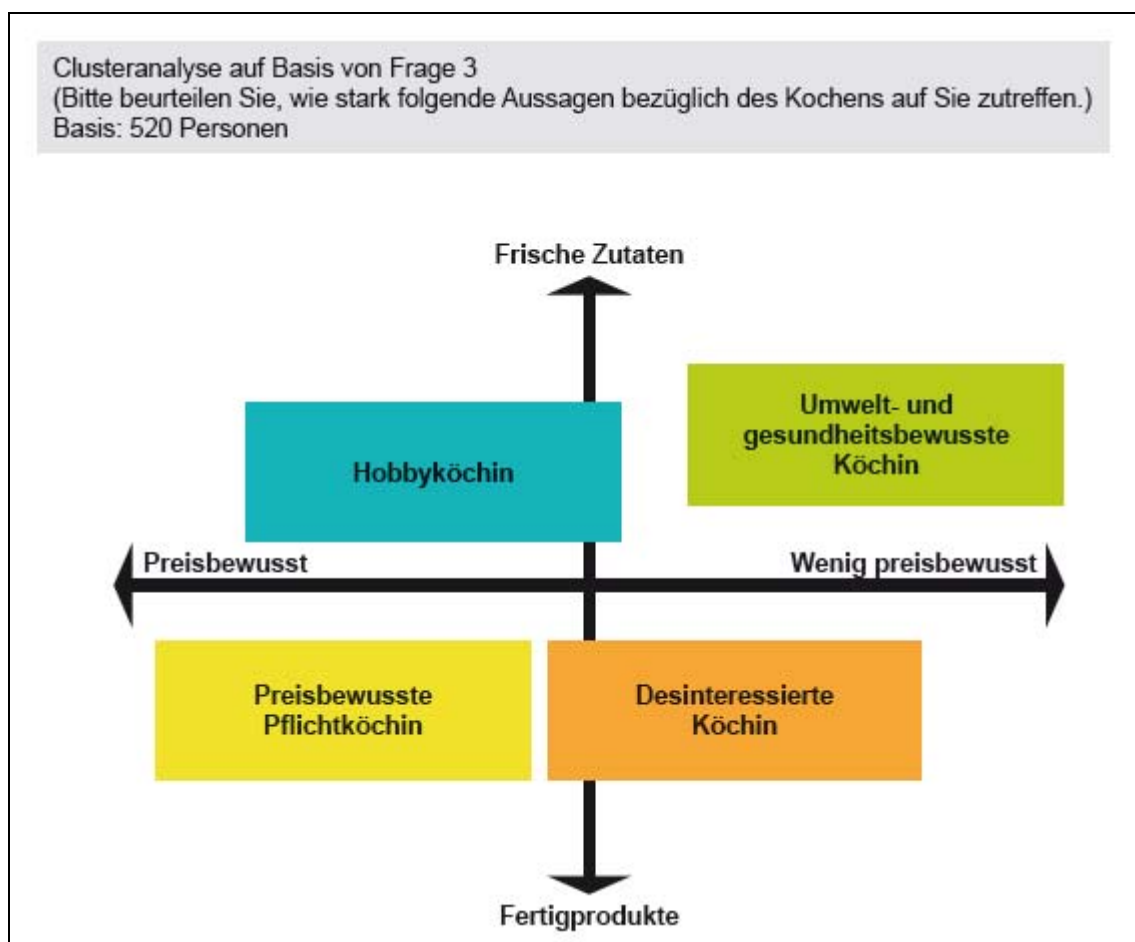 Clusteranalyse auf Basis von Frage 3
(Bitte beurteilen Sie, wie stark folgende Aussagen bezüglich des Kochens auf Sie zutreffen.)
Basis: 520 Personen
Frische Zutaten
Umwelt- und
gesundheitsbewusste
Köchin
Hobbyköchin
Preisbewusst
Wenig preisbewusst
Preisbewusste
Pflichtköchin
Desinteressierte
Köchin
Fertigprodukte